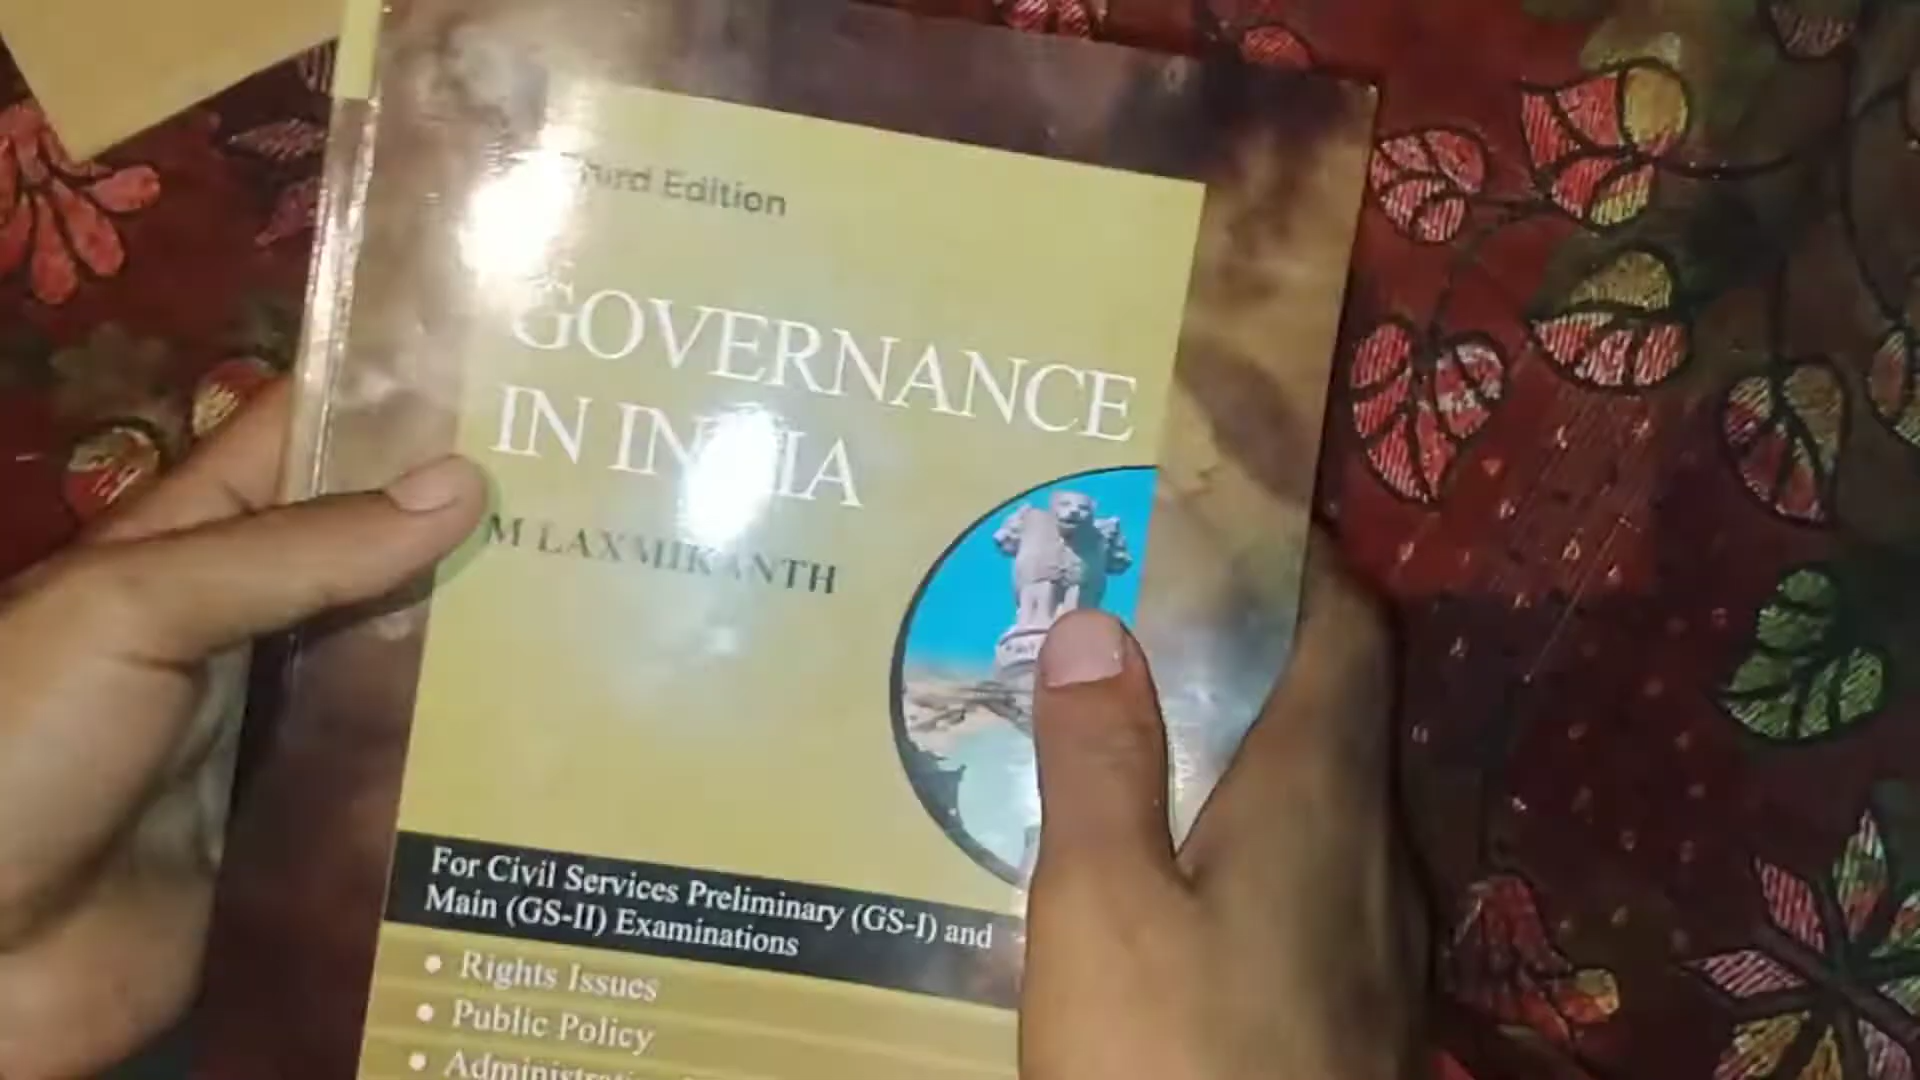 Third Edition
GOVERNANCE
IN INDIA
M LAXMIKANTH
For Civil Services Preliminary (GS-I) and
Main (GS-II) Examinations
• Rights Issues
• Public Policy